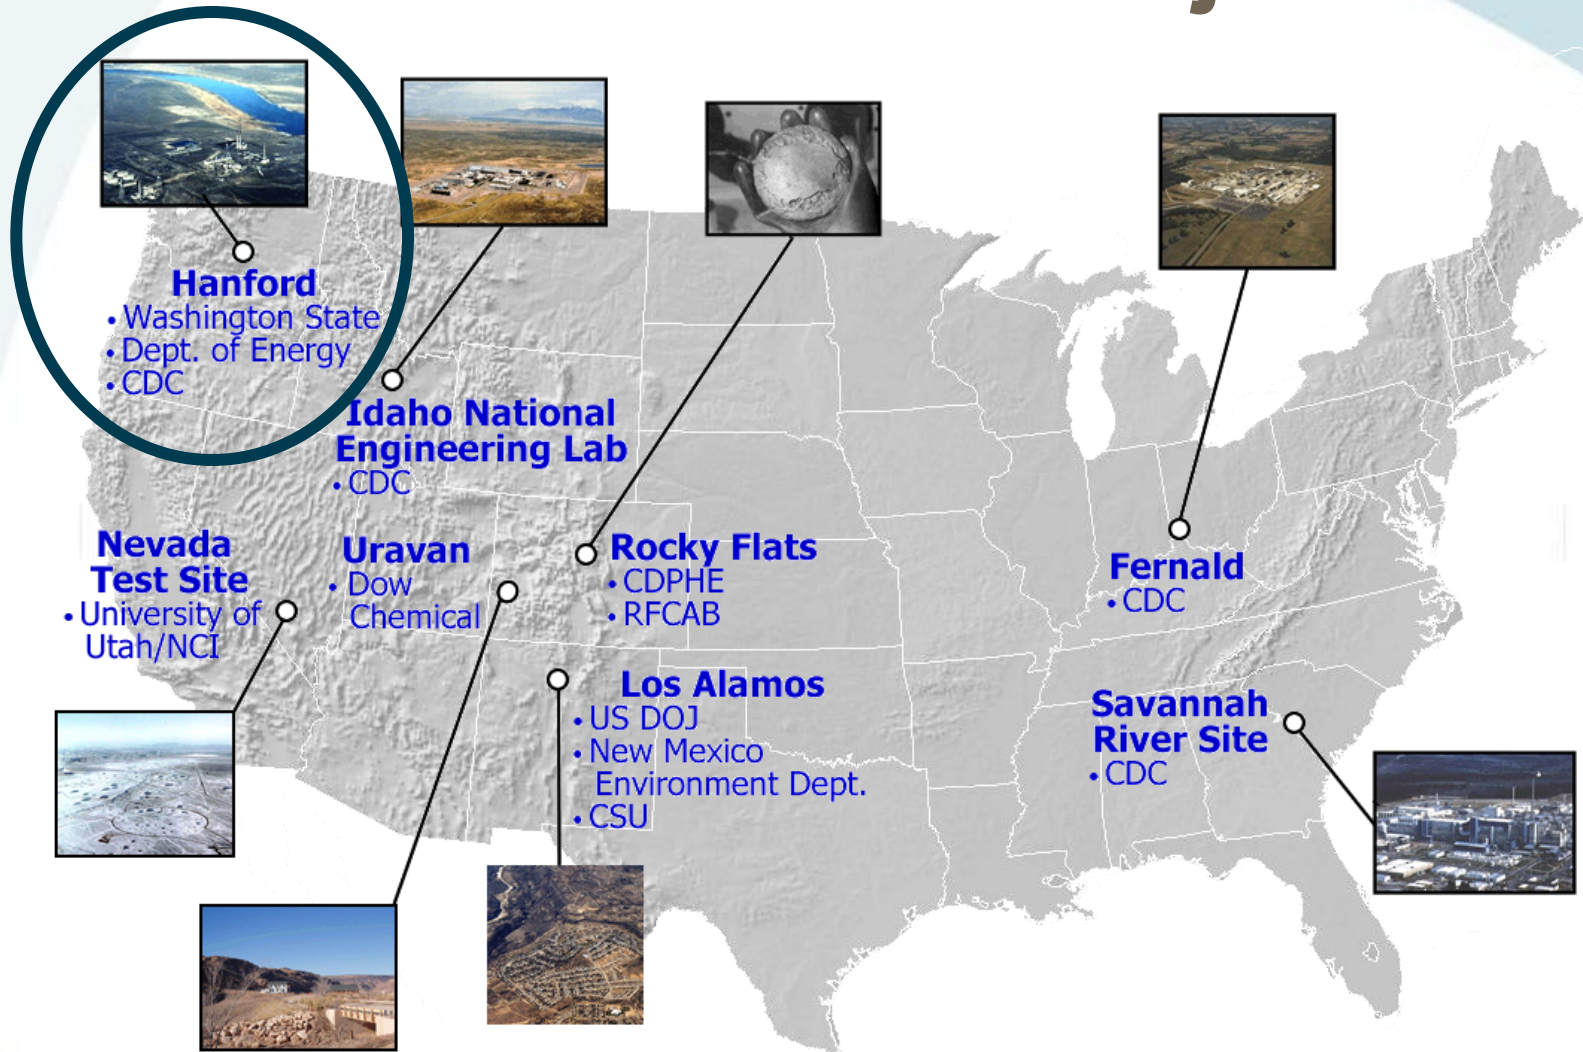 Hanford
• Washington State
• Dept. of Energy
• CDC
Idaho National
Engineering Lab
• CDC
Nevada
Test Site
• University of
Utah/NCI
Uravan
• Dow
Chemical
Rocky Flats
• CDPHE
• RFCAB
Los Alamos
• US DOJ
• New Mexico
Environment Dept.
• CSU
Fernald
• CDC
Savannah
River Site
• CDC